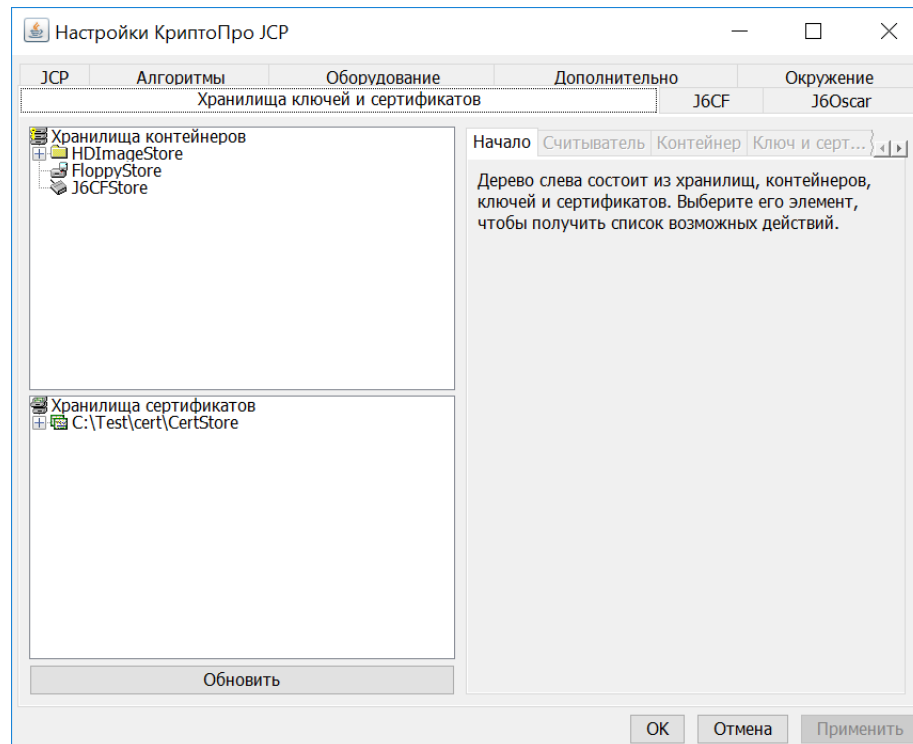 Настройки КриптоПро JCP
JCP Алгоритмы Оборудование Дополнительно Окружение
Хранилища ключей и сертификатов J6CF J6Oscar
Хранилища контейнеров
HDImageStore
FloppyStore
J6CFStore
Хранилища сертификатов
C:\Test\cert\CertStore
Обновить
Начало Считыватель Контейнер Ключ и серт...
Дерево слева состоит из хранилищ, контейнеров,
ключей и сертификатов. Выберите его элемент,
чтобы получить список возможных действий.
OK Отмена Применить